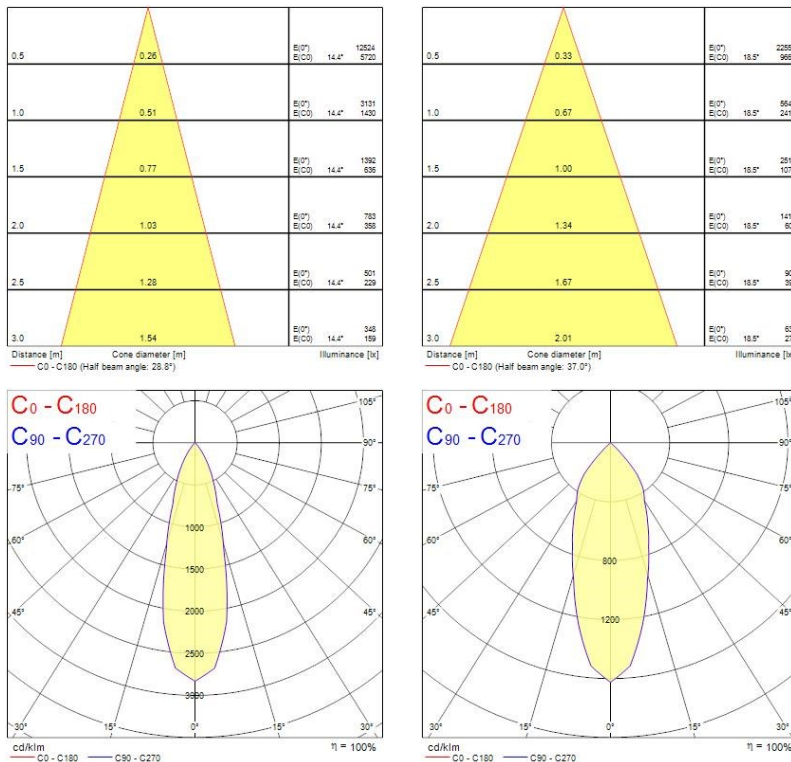 E(0°) 12524
0.5 0.26 E(C0) 14.4° 5720
E(0°) 3131
1.0 0.51 E(C0) 14.4° 1430
E(0°) 1392
1.5 0.77 E(C0) 14.4° 636
E(0°) 783
2.0 1.03 E(C0) 14.4° 358
E(0°) 501
2.5 1.28 E(C0) 14.4° 229
E(0°) 348
3.0 1.54 E(C0) 14.4° 159
Distance [m] Cone diameter [m] Illuminance [lx]
C0 - C180 (Half beam angle: 28.8°)
E(0°)
0.5 0.33 E(C0) 18.5°
E(0°)
1.0 0.67 E(C0) 18.5°
E(0°)
1.5 1.00 E(C0) 18.5°
E(0°)
2.0 1.34 E(C0) 18.5°
E(0°)
2.5 1.67 E(C0) 18.5°
E(0°)
3.0 2.01 E(C0) 18.5°
Distance [m] Cone diameter [m] Illuminance [lx]
C0 - C180 (Half beam angle: 37.0°)
C0 - C180
C90 - C270
105°
90°
75° 75°
60° 60°
45° 45°
1000
1500
2000
2500
3000
30° 15° 0° 15° 30°
cd/klm η = 100%
C0 - C180 C90 - C270
C0 - C180
C90 - C270
105°
90°
75° 75°
60° 60°
45° 45°
800
1200
30° 15° 0° 15° 30°
cd/klm η = 100%
C0 - C180 C90 - C270